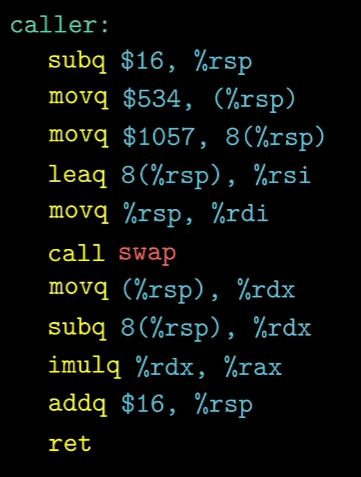 caller:
subq $16, %rsp
movq $534, (%rsp)
movq $1057, 8(%rsp)
leaq 8(%rsp), %rsi
movq %rsp, %rdi
call swap
movq (%rsp), %rdx
subq 8(%rsp), %rdx
imulq %rdx, %rax
addq $16, %rsp
ret